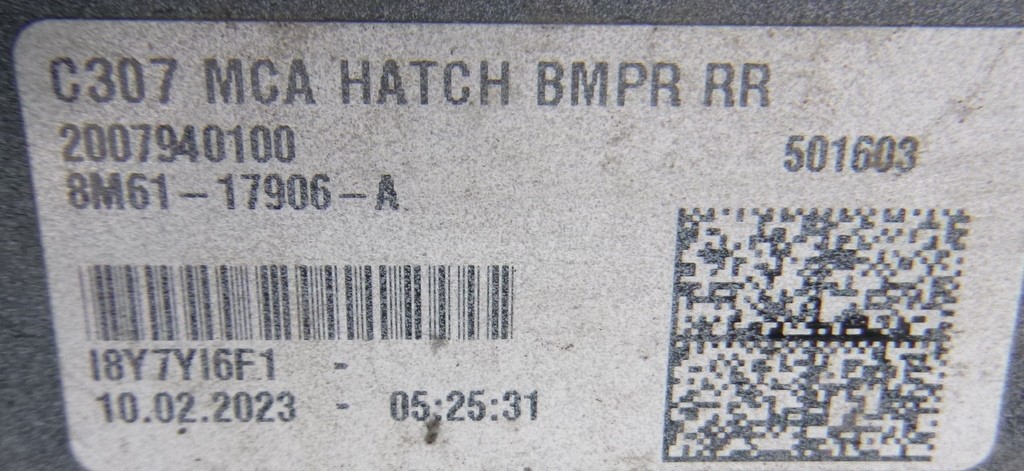 C307 MCA HATCH BMPR RR
2007940100
501603
8M61-17906-A
I8Y7YI6F1 -
10.02.2023 - 05:25:31